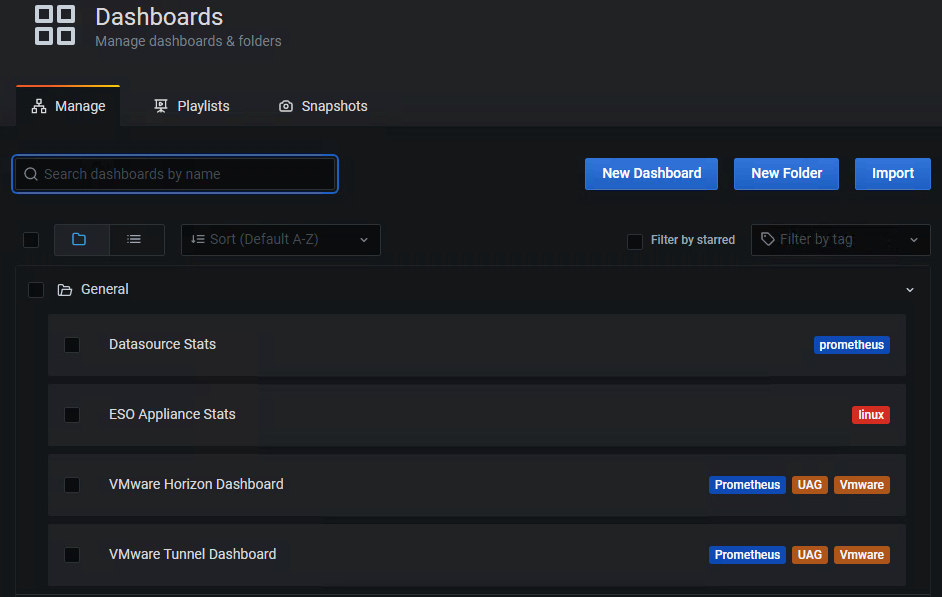 Dashboards
Manage dashboards & folders
Manage Playlists Snapshots
Search dashboards by name New Dashboard New Folder Import
Sort (Default A-Z) Filter by starred Filter by tag
General
Datasource Stats prometheus
ESO Appliance Stats linux
VMware Horizon Dashboard Prometheus UAG Vmware
VMware Tunnel Dashboard Prometheus UAG Vmware